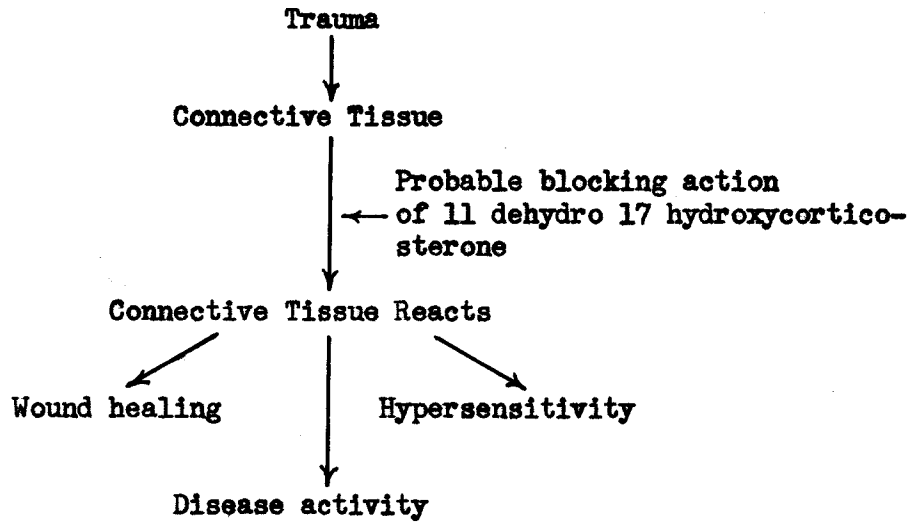 Trauma
Connective Tissue
Probable blocking action
of 11 dehydro 17 hydroxycortico-
sterone
Connective Tissue Reacts
Wound healing
Hypersensitivity
Disease activity